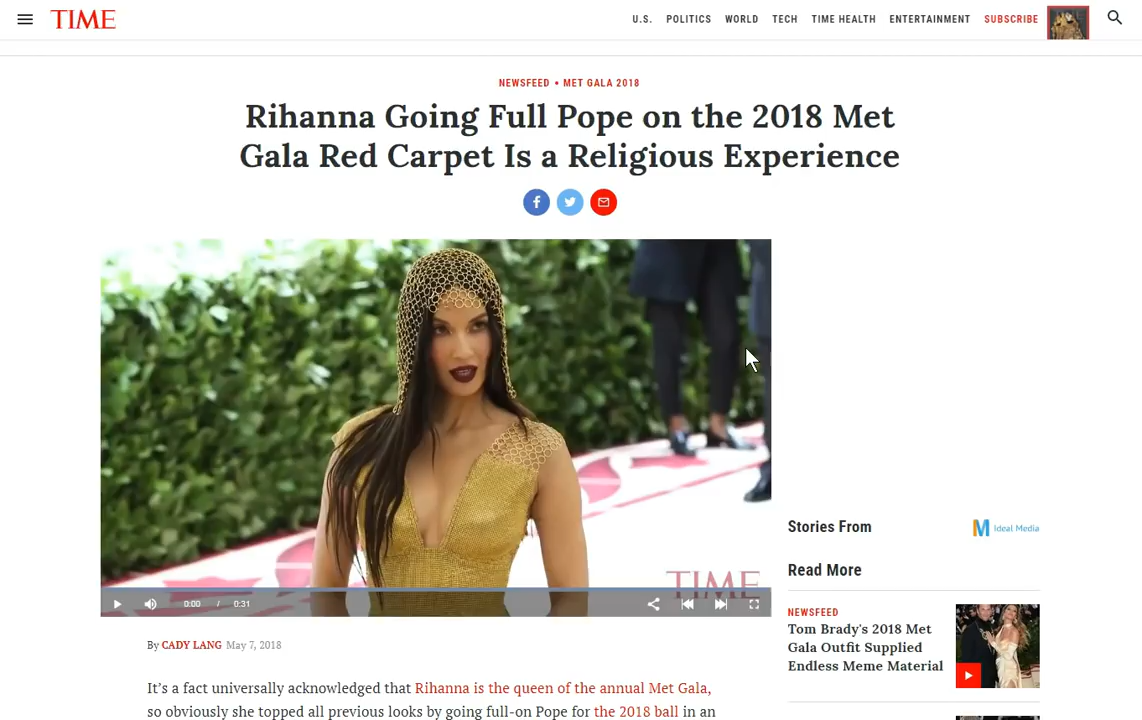 TIME
U.S. POLITICS WORLD TECH TIME HEALTH ENTERTAINMENT SUBSCRIBE
NEWSFEED • MET GALA 2018
Rihanna Going Full Pope on the 2018 Met
Gala Red Carpet Is a Religious Experience
TIME
0:00 / 0:31
Stories From
Ideal Media
Read More
NEWSFEED
Tom Brady's 2018 Met
Gala Outfit Supplied
Endless Meme Material
By CADY LANG May 7, 2018
It’s a fact universally acknowledged that Rihanna is the queen of the annual Met Gala,
so obviously she topped all previous looks by going full-on Pope for the 2018 ball in an